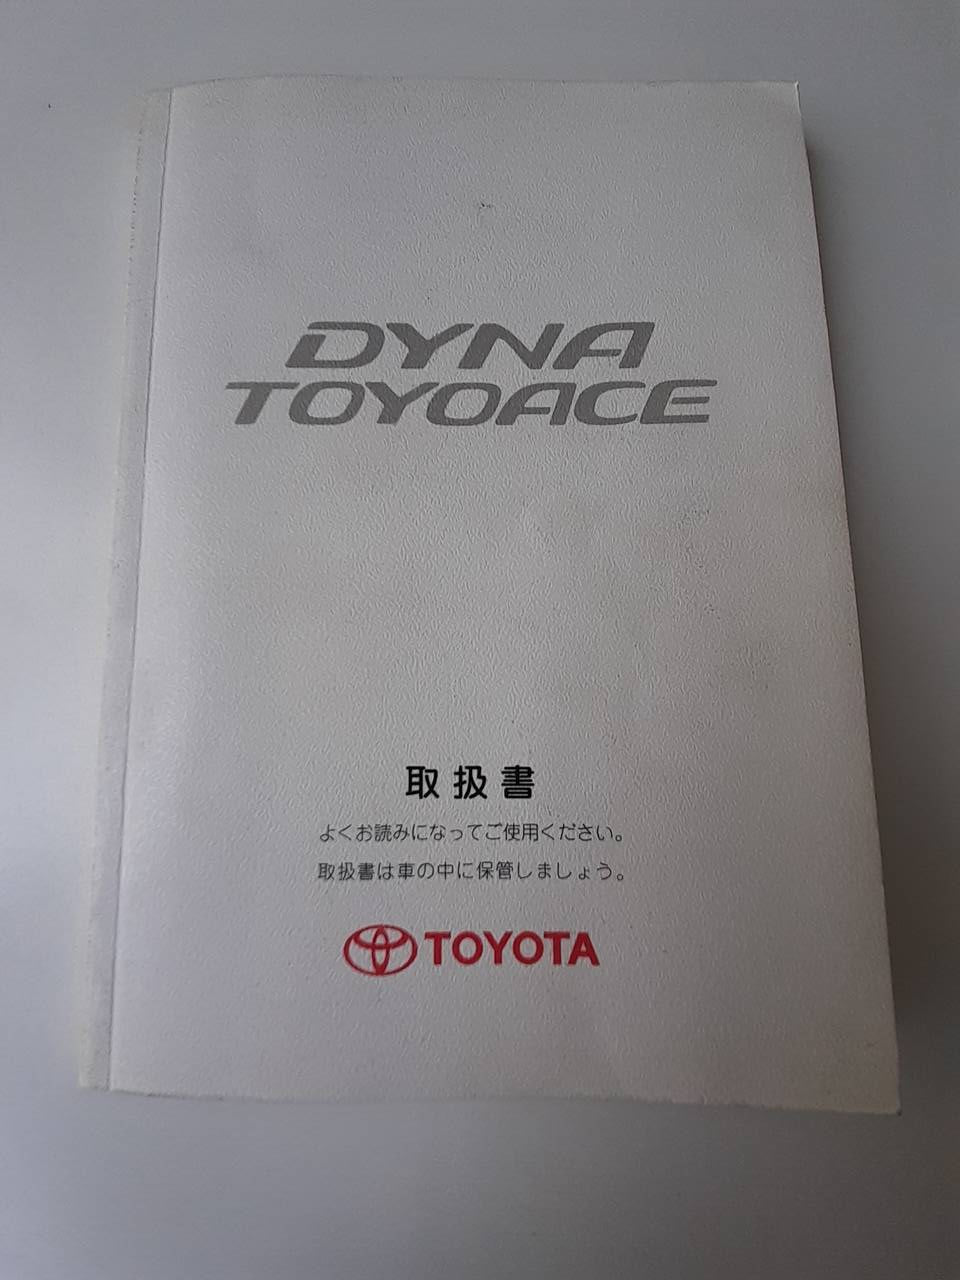 DYNA
TOYOACE
取扱書
よくお読みになってご使用ください。
取扱書は車の中に保管しましょう。
TOYOTA